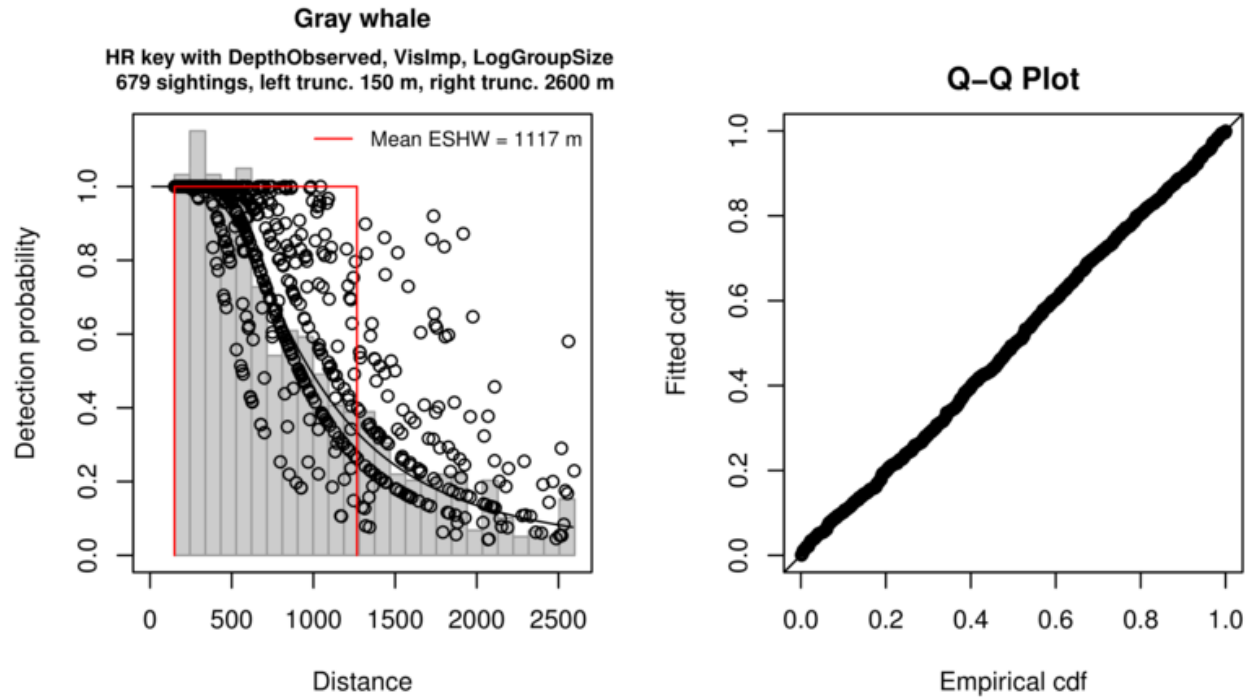 Gray whale
HR key with DepthObserved, VisImp, LogGroupSize
679 sightings, left trunc. 150 m, right trunc. 2600 m
Mean ESHW = 1117 m
Detection probability
1.0
0.8
0.6
0.4
0.2
0.0
0 500 1000 1500 2000 2500
Distance
Q−Q Plot
Fitted cdf
1.0
0.8
0.6
0.4
0.2
0.0
0.0 0.2 0.4 0.6 0.8 1.0
Empirical cdf